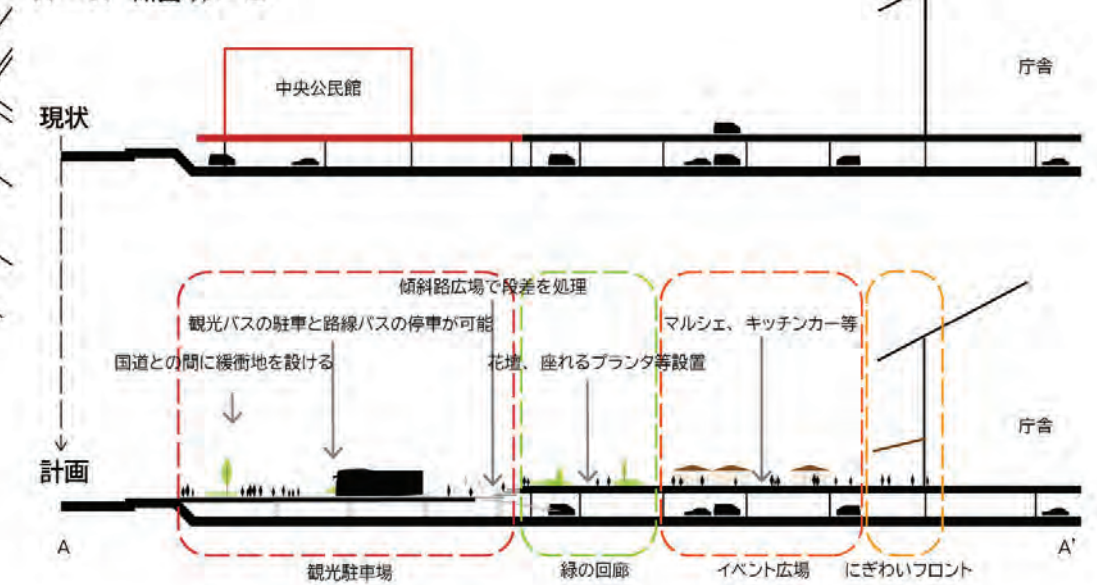 中央公民館
庁舎
現状
傾斜路広場で段差を処理
観光バスの駐車と路線バスの停車が可能
マルシェ、キッチンカー等
国道との間に緩衝地を設ける
花壇、座れるプランタ等設置
庁舎
計画
A
A'
観光駐車場
緑の回廊
イベント広場
にぎわいフロント